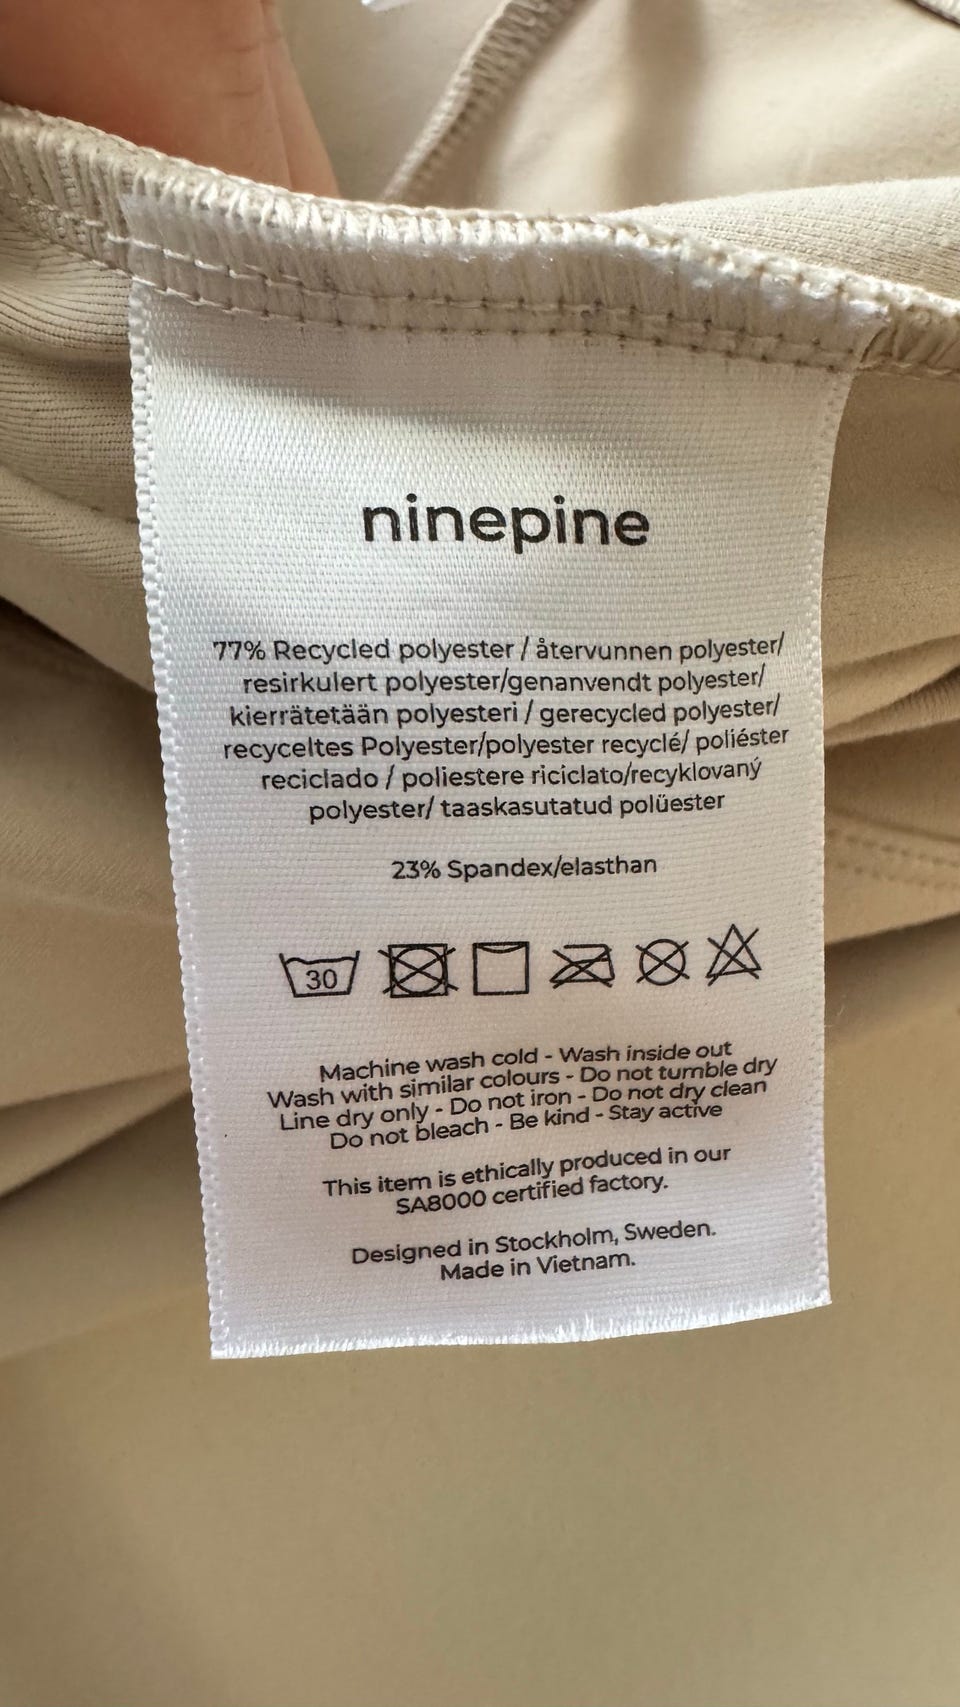 ninepine
77% Recycled polyester / återvunnen polyester/
resirkulert polyester/genanvendt polyester/
kierrätetään polyesteri / gerecycled polyester/
recyceltes Polyester/polyester recyclé/ poliéster
reciclado / poliestere riciclato/recyklovaný
polyester/ taaskasutatud polüester
23% Spandex/elasthan
30
Machine wash cold - Wash inside out
Wash with similar colours - Do not tumble dry
Line dry only - Do not iron - Do not dry clean
Do not bleach - Be kind - Stay active
This item is ethically produced in our
SA8000 certified factory.
Designed in Stockholm, Sweden.
Made in Vietnam.